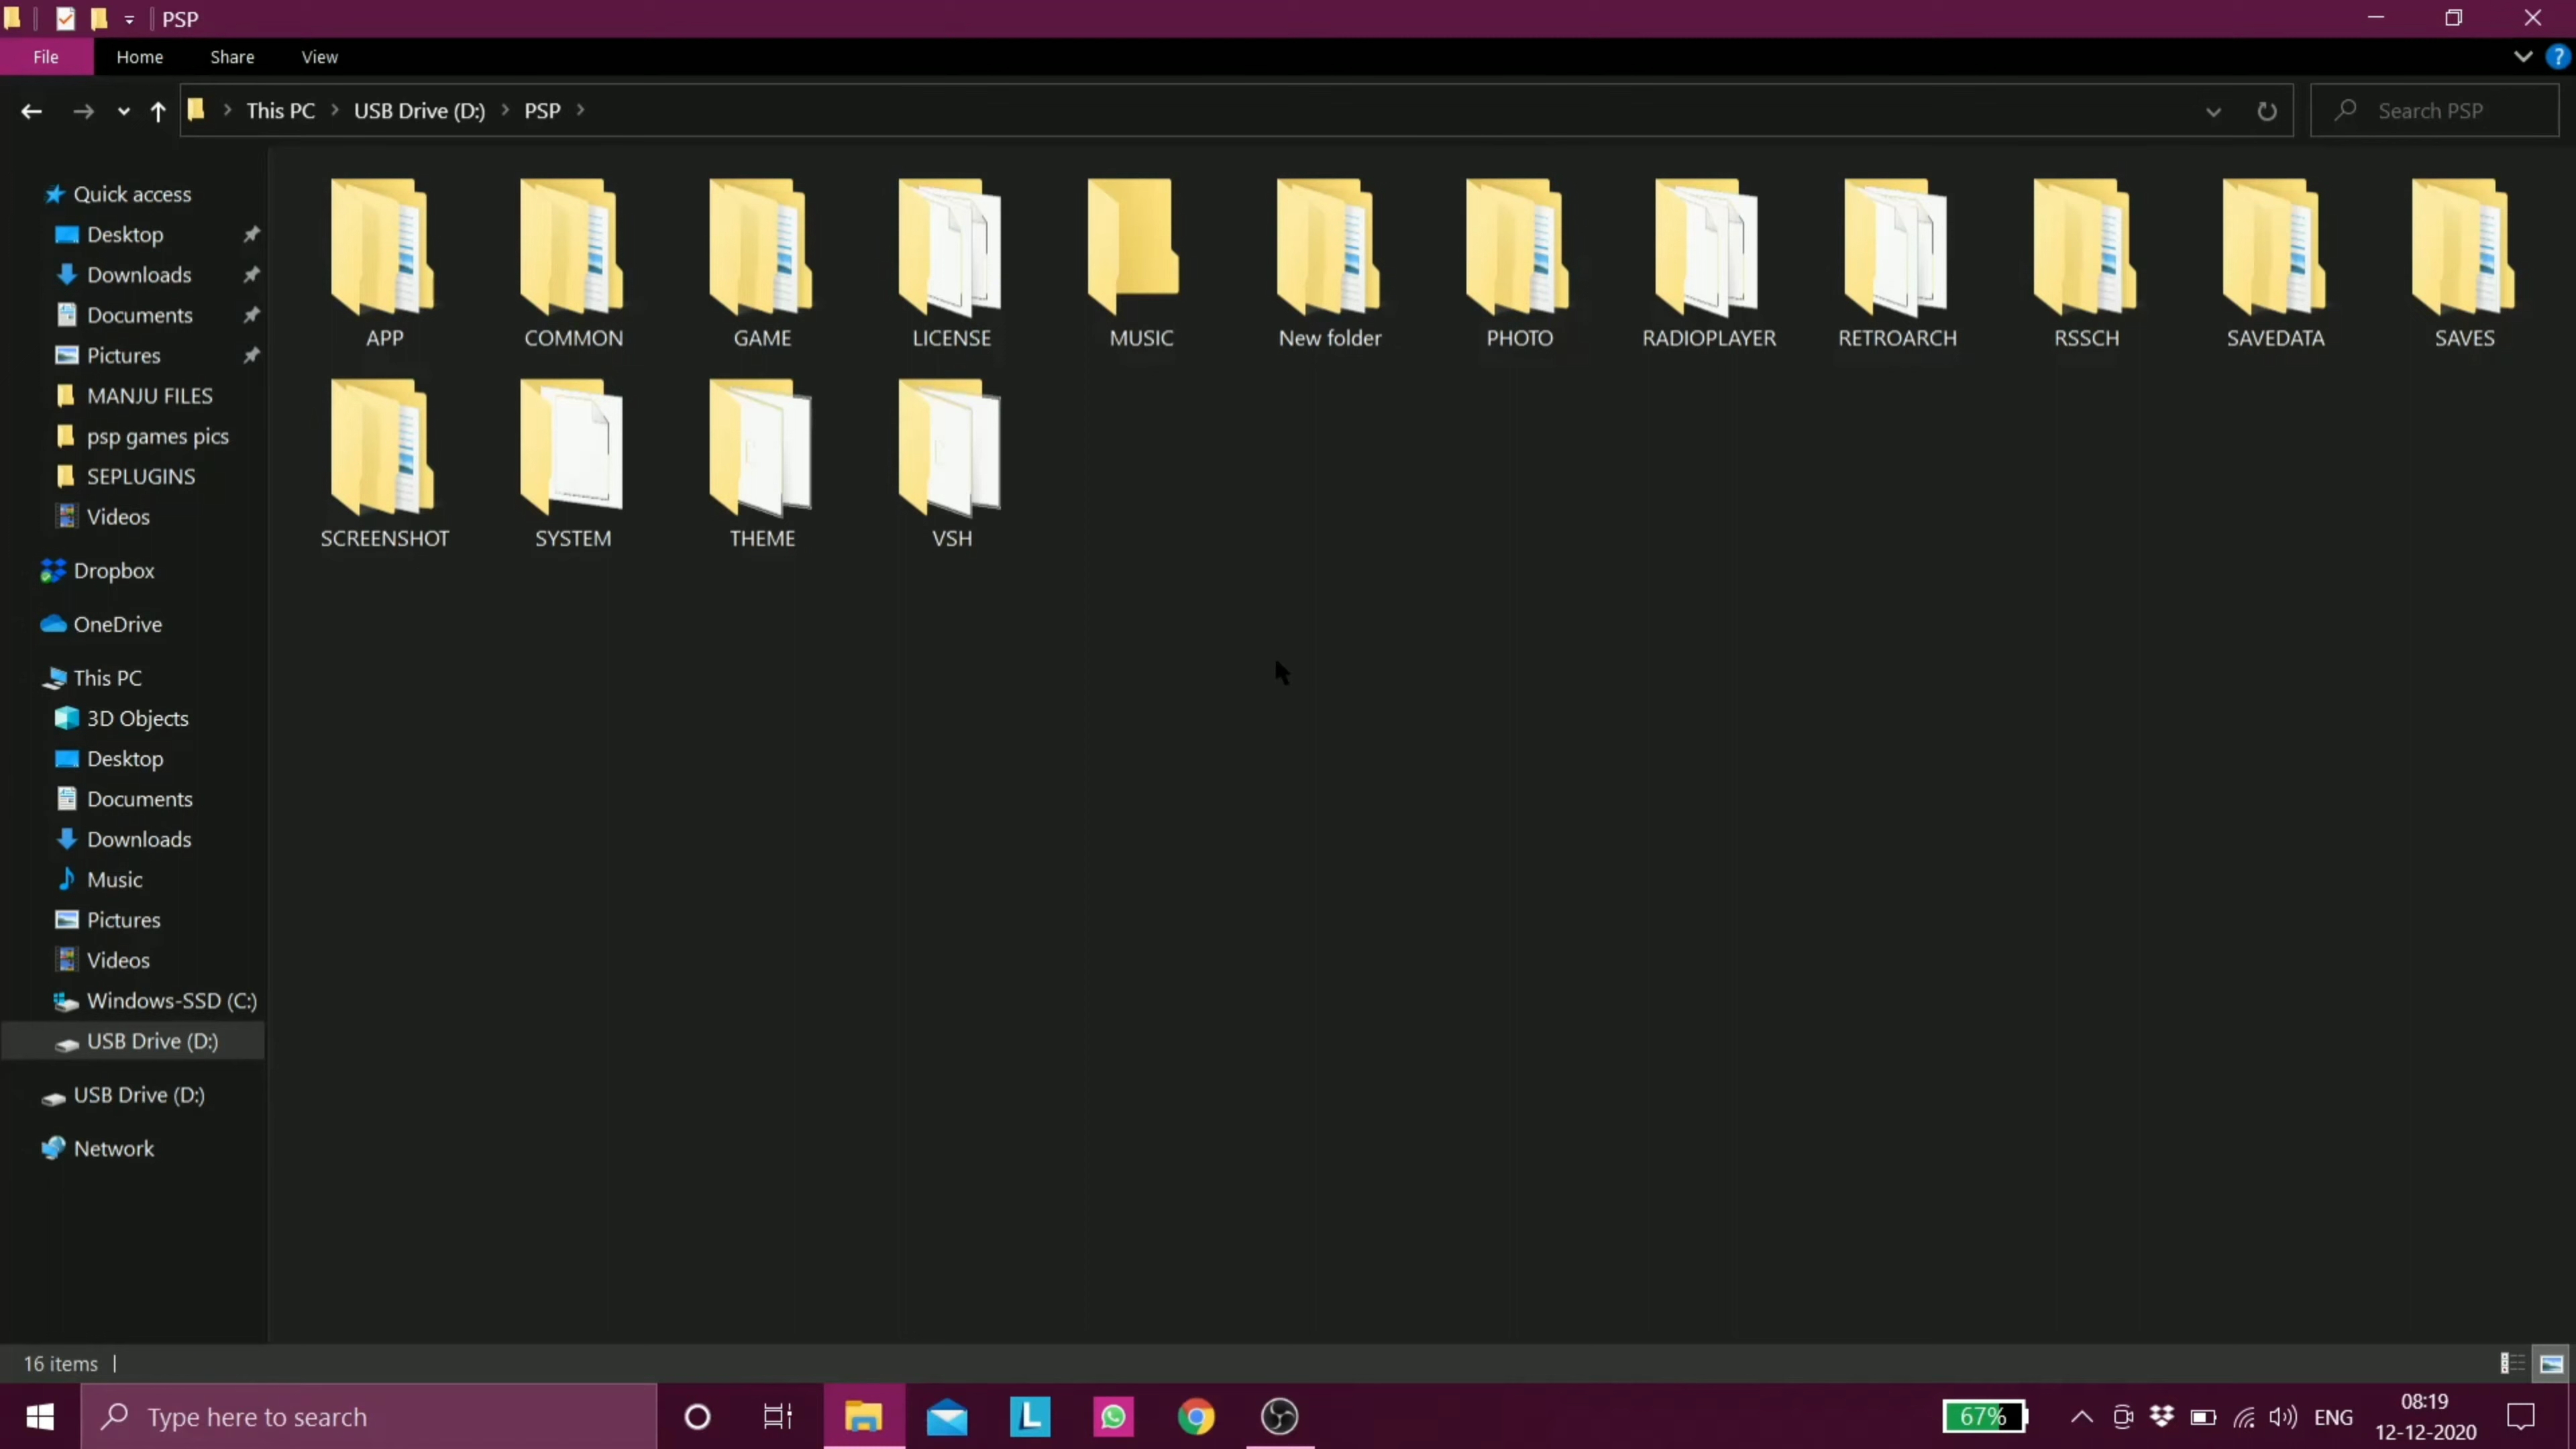 PSP
File Home Share View
?
This PC USB Drive (D:) PSP
Search PSP
Quick access
Desktop
Downloads
Documents
Pictures
MANJU FILES
psp games pics
SEPLUGINS
Videos
Dropbox
OneDrive
This PC
3D Objects
Desktop
Documents
Downloads
Music
Pictures
Videos
Windows-SSD (C:)
USB Drive (D:)
USB Drive (D:)
Network
APP COMMON GAME LICENSE MUSIC New folder PHOTO RADIOPLAYER RETROARCH RSSCH SAVEDATA SAVES
SCREENSHOT SYSTEM THEME VSH
16 items
Type here to search
L
67%
ENG
08:19
12-12-2020